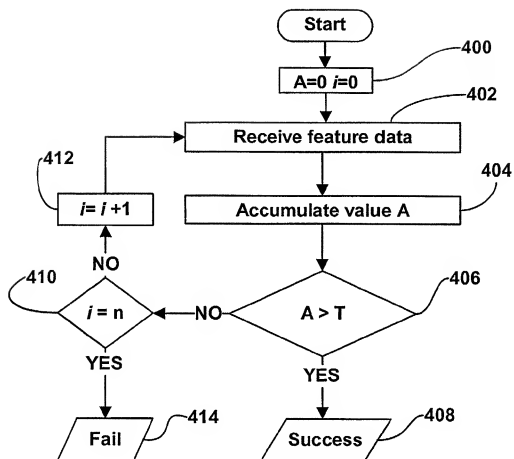 Start
400
A=0 i=0
402
Receive feature data
412
404
i= i +1
Accumulate value A
NO
410
406
i = n
NO
A > T
YES
YES
414
408
Fail
Success